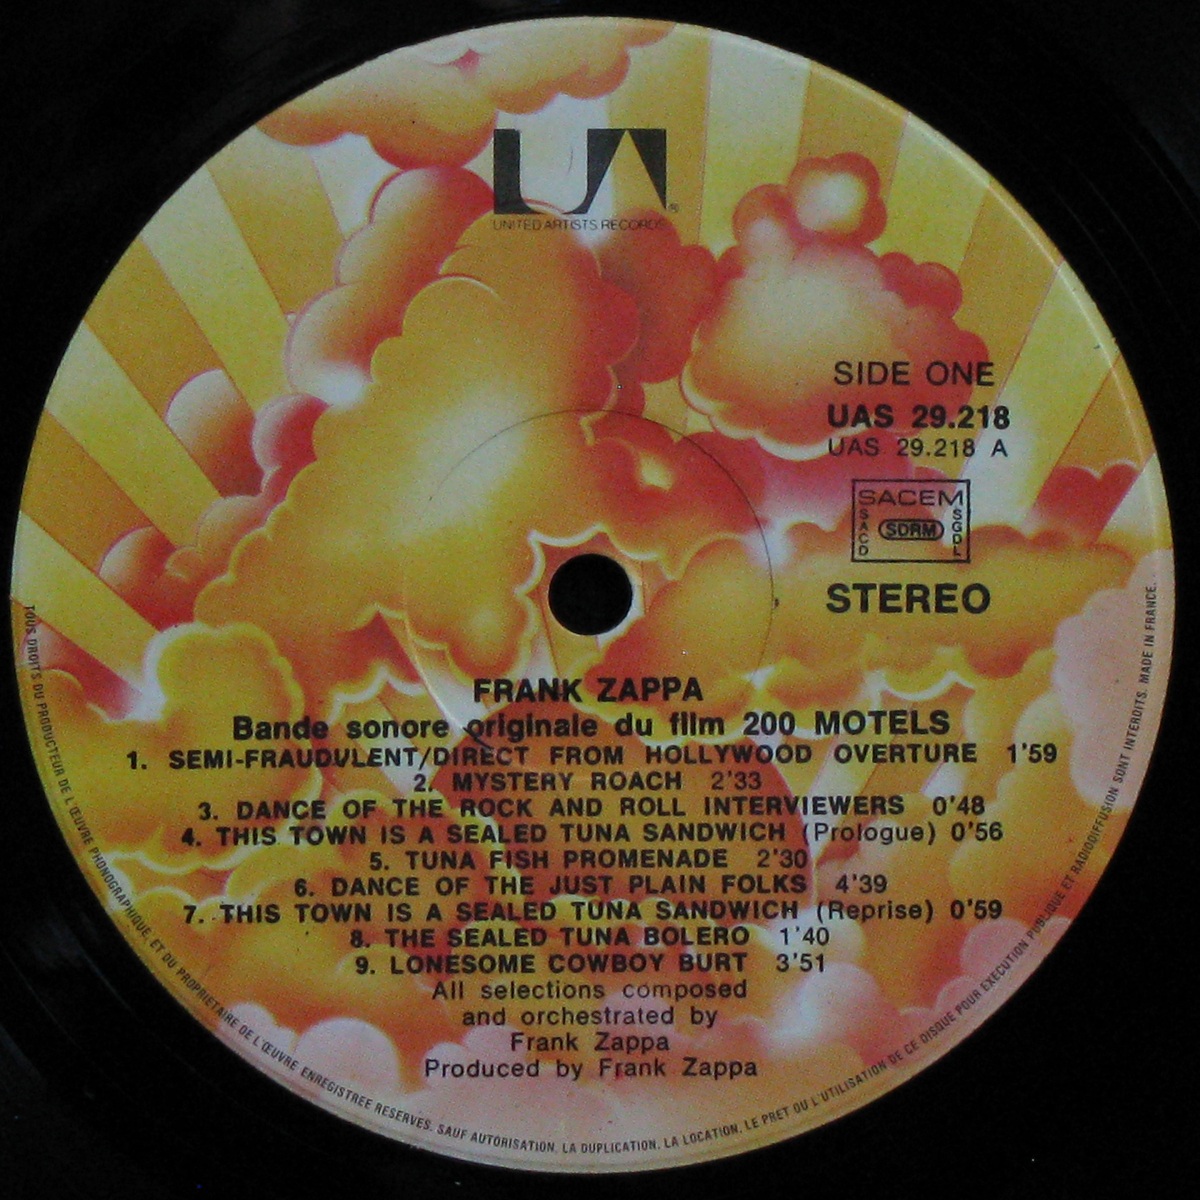 UA
UNITED ARTISTS RECORDS ®
SIDE ONE
UAS 29.218
UAS 29.218 A
SACEM
SACD
SDRM
SGDL
STEREO
FRANK ZAPPA
Bande sonore originale du film 200 MOTELS
1. SEMI-FRAUDULENT/DIRECT FROM HOLLYWOOD OVERTURE 1'59
2. MYSTERY ROACH 2'33
3. DANCE OF THE ROCK AND ROLL INTERVIEWERS 0'48
4. THIS TOWN IS A SEALED TUNA SANDWICH (Prologue) 0'56
5. TUNA FISH PROMENADE 2'30
6. DANCE OF THE JUST PLAIN FOLKS 4'39
7. THIS TOWN IS A SEALED TUNA SANDWICH (Reprise) 0'59
8. THE SEALED TUNA BOLERO 1'40
9. LONESOME COWBOY BURT 3'51
All selections composed
and orchestrated by
Frank Zappa
Produced by Frank Zappa
TOUS DROITS DU PRODUCTEUR DE L'ŒUVRE PHONOGRAPHIQUE, ET DU PROPRIETAIRE DE L'ŒUVRE ENREGISTREE RESERVES. SAUF AUTORISATION, LA DUPLICATION, LA LOCATION, LE PRET OU L'UTILISATION DE CE DISQUE POUR EXECUTION PUBLIQUE ET RADIODIFFUSION SONT INTERDITS. MADE IN FRANCE.